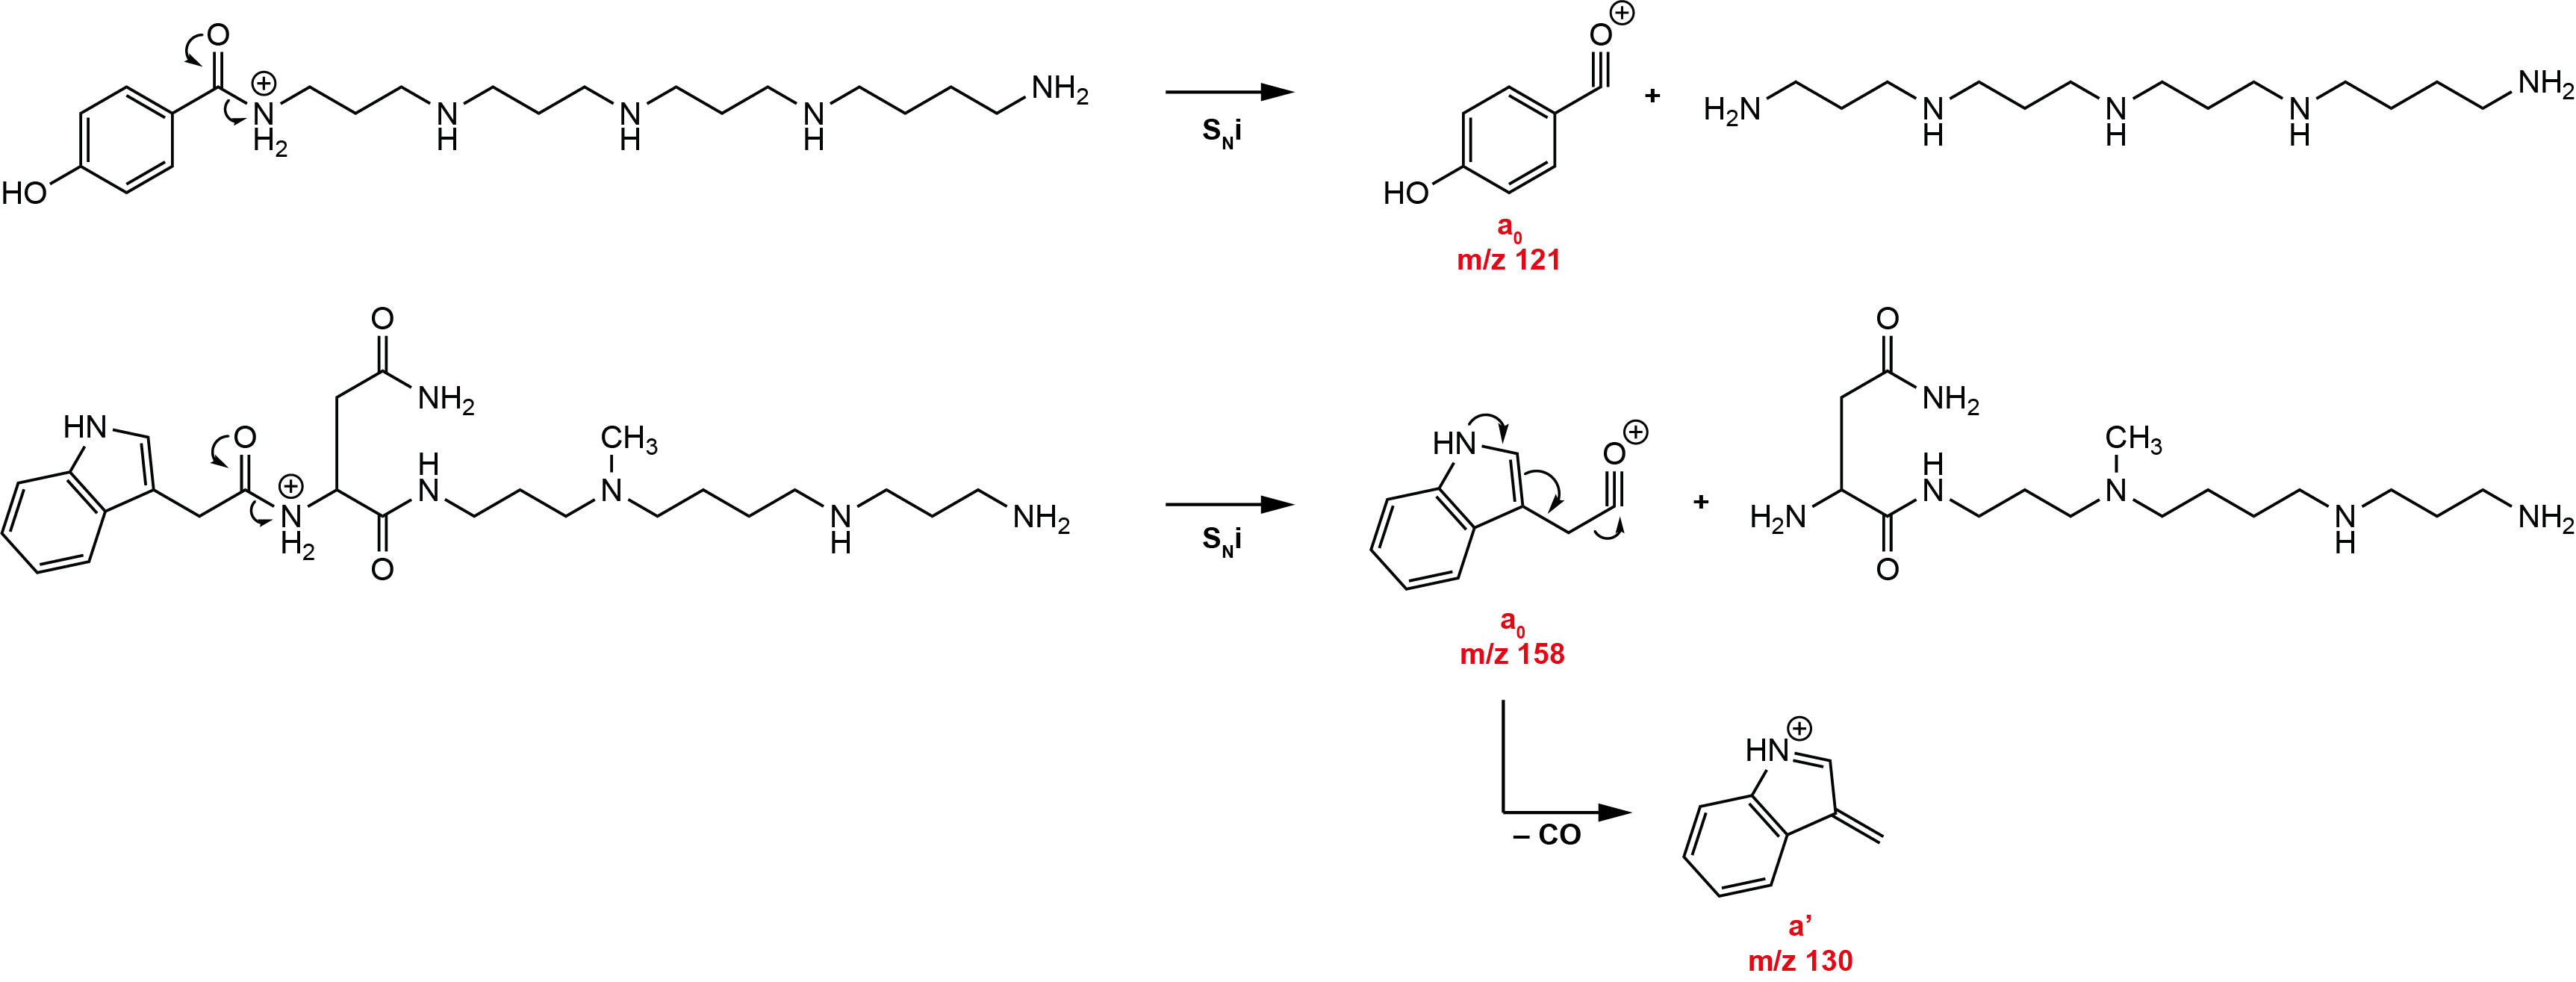 O ⊕ NH2
N H2 N H N H N H
HO
SNi
O ⊕
HO
a0
m/z 121
+
H2N N H N H N H NH2
O
NH2
HN O ⊕ N H2 H N O CH3 N N H NH2
SNi
HN O ⊕
a0
m/z 158
+
O
NH2
H2N H N O CH3 N N H NH2
– CO
HN ⊕
a’
m/z 130